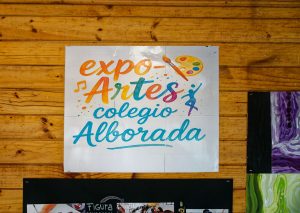 expo-
Artes
colegio
Alborada
Figura